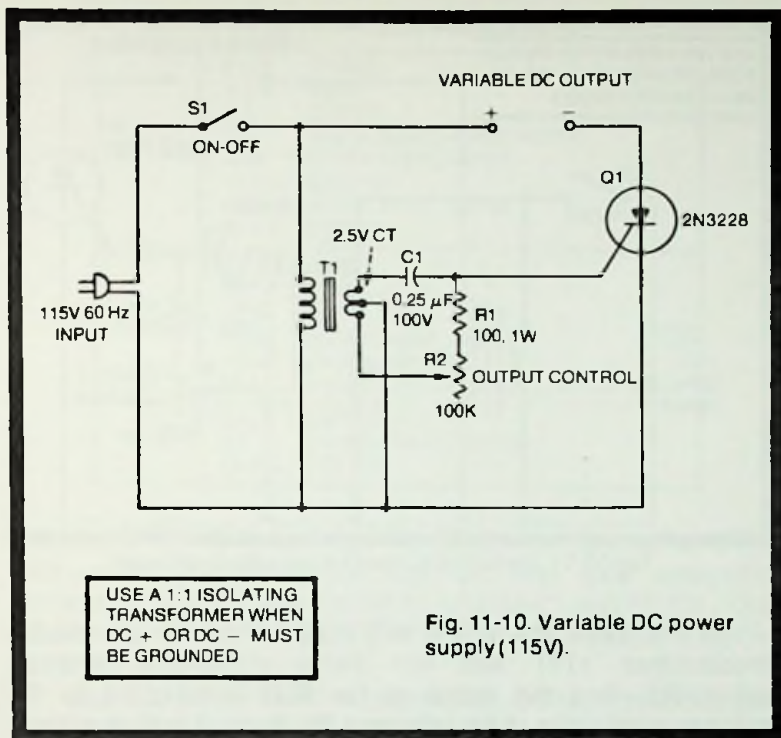 VARIABLE DC OUTPUT
S1
+ −
ON-OFF
Q1
2N3228
2.5V CT
T1
C1
115V 60 Hz
INPUT
0.25 µF
100V
R1
100, 1W
R2
OUTPUT CONTROL
100K
USE A 1:1 ISOLATING
TRANSFORMER WHEN
DC + OR DC − MUST
BE GROUNDED
Fig. 11-10. Variable DC power
supply (115V).